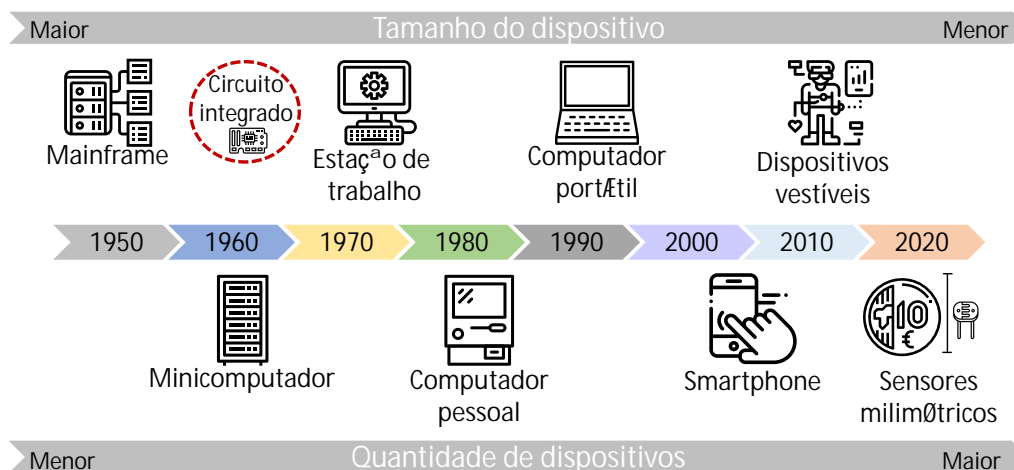 Maior Tamanho do dispositivo Menor
Circuito
integrado
Mainframe
Estaçªo de
trabalho
Computador
portÆtil
Dispositivos
vestíveis
1950 1960 1970 1980 1990 2000 2010 2020
10
€
Minicomputador
Computador
pessoal
Smartphone
Sensores
milimØtricos
Menor Quantidade de dispositivos Maior